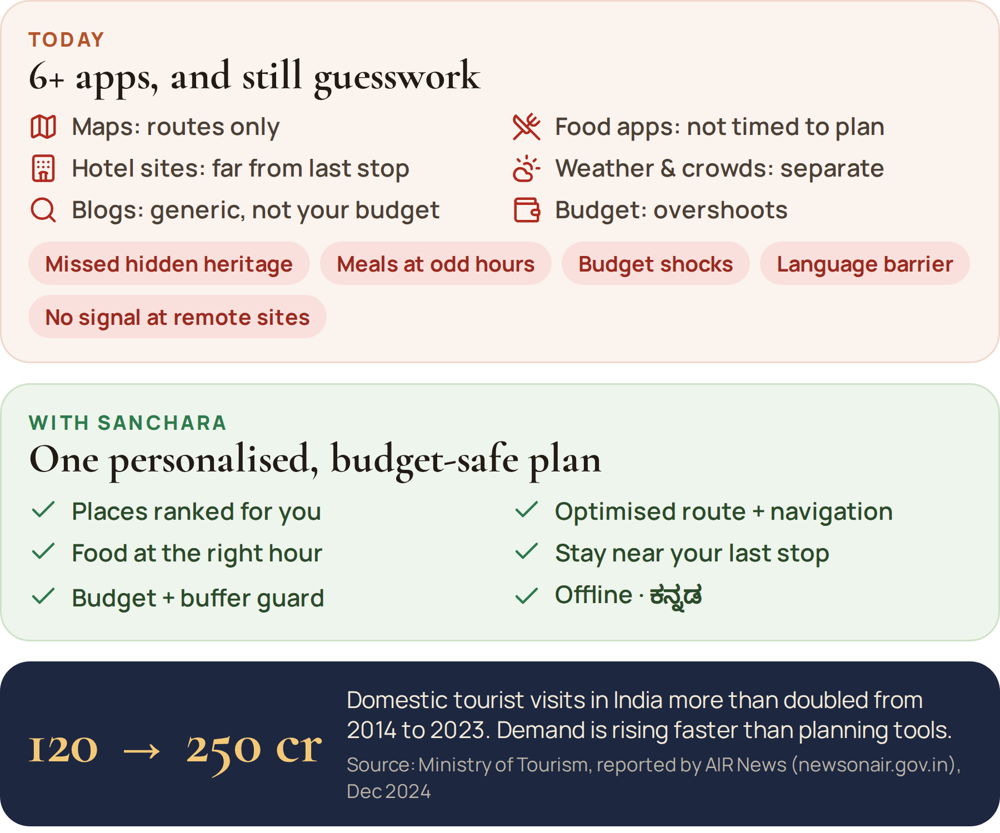 TODAY
6+ apps, and still guesswork
Maps: routes only
Food apps: not timed to plan
Hotel sites: far from last stop
Weather & crowds: separate
Blogs: generic, not your budget
Budget: overshoots
Missed hidden heritage
Meals at odd hours
Budget shocks
Language barrier
No signal at remote sites
WITH SANCHARA
One personalised, budget-safe plan
Places ranked for you
Optimised route + navigation
Food at the right hour
Stay near your last stop
Budget + buffer guard
Offline · ಕನ್ನಡ
120 → 250 cr
Domestic tourist visits in India more than doubled from
2014 to 2023. Demand is rising faster than planning tools.
Source: Ministry of Tourism, reported by AIR News (newsonair.gov.in),
Dec 2024